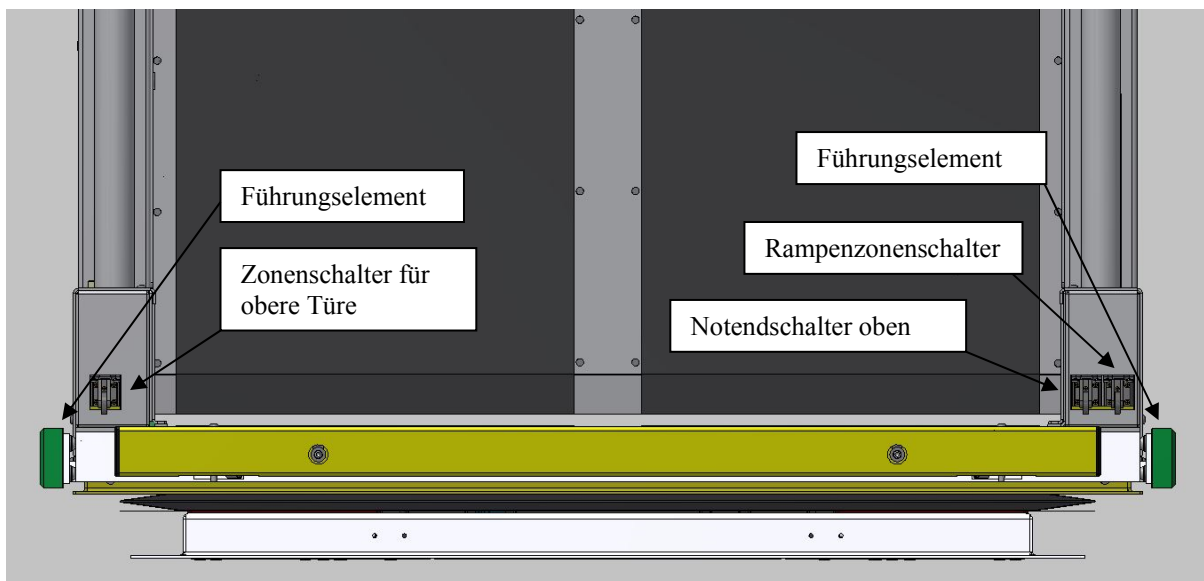 Führungselement
Führungselement
Zonenschalter für
obere Türe
Rampenzonenschalter
Notendschalter oben